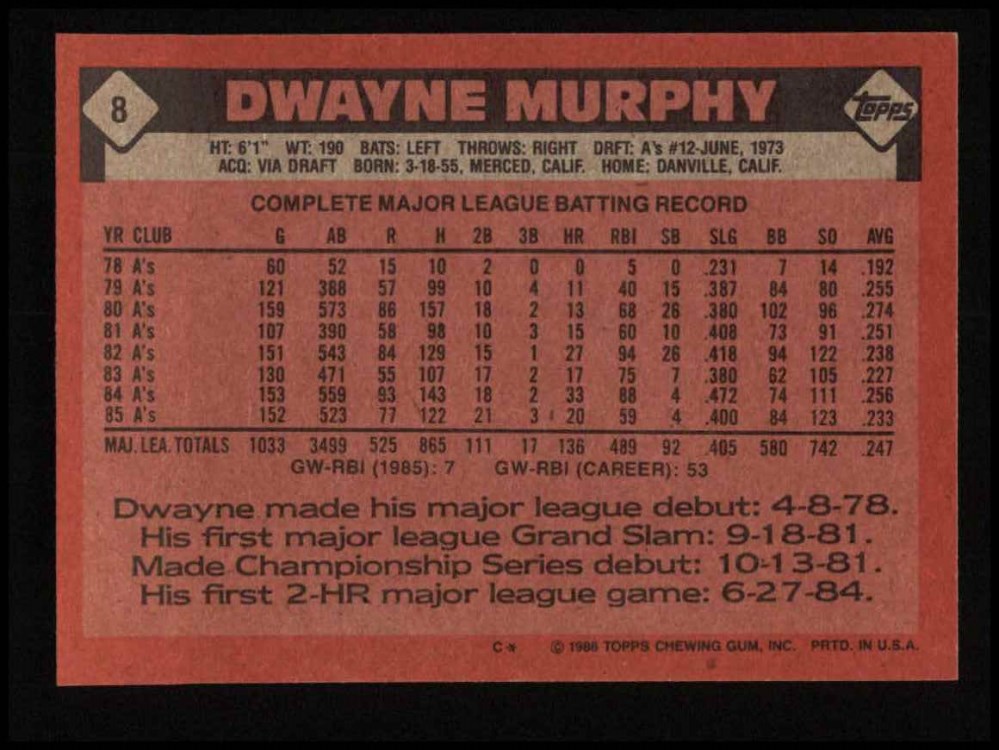 8 DWAYNE MURPHY topps
HT: 6'1" WT: 190 BATS: LEFT THROWS: RIGHT DRFT: A's #12-JUNE, 1973
ACQ: VIA DRAFT BORN: 3-18-55, MERCED, CALIF. HOME: DANVILLE, CALIF.
COMPLETE MAJOR LEAGUE BATTING RECORD
YR CLUB G AB R H 2B 3B HR RBI SB SLG BB SO AVG
78 A's 60 52 15 10 2 0 0 5 0 .231 7 14 .192
79 A's 121 388 57 99 10 4 11 40 15 .387 84 80 .255
80 A's 159 573 86 157 18 2 13 68 26 .380 102 96 .274
81 A's 107 390 58 98 10 3 15 60 10 .408 73 91 .251
82 A's 151 543 84 129 15 1 27 94 26 .418 94 122 .238
83 A's 130 471 55 107 17 2 17 75 7 .380 62 105 .227
84 A's 153 559 93 143 18 2 33 88 4 .472 74 111 .256
85 A's 152 523 77 122 21 3 20 59 4 .400 84 123 .233
MAJ. LEA. TOTALS 1033 3499 525 865 111 17 136 489 92 .405 580 742 .247
GW-RBI (1985): 7 GW-RBI (CAREER): 53
Dwayne made his major league debut: 4-8-78.
His first major league Grand Slam: 9-18-81.
Made Championship Series debut: 10-13-81.
His first 2-HR major league game: 6-27-84.
C* © 1986 TOPPS CHEWING GUM, INC. PRTD. IN U.S.A.